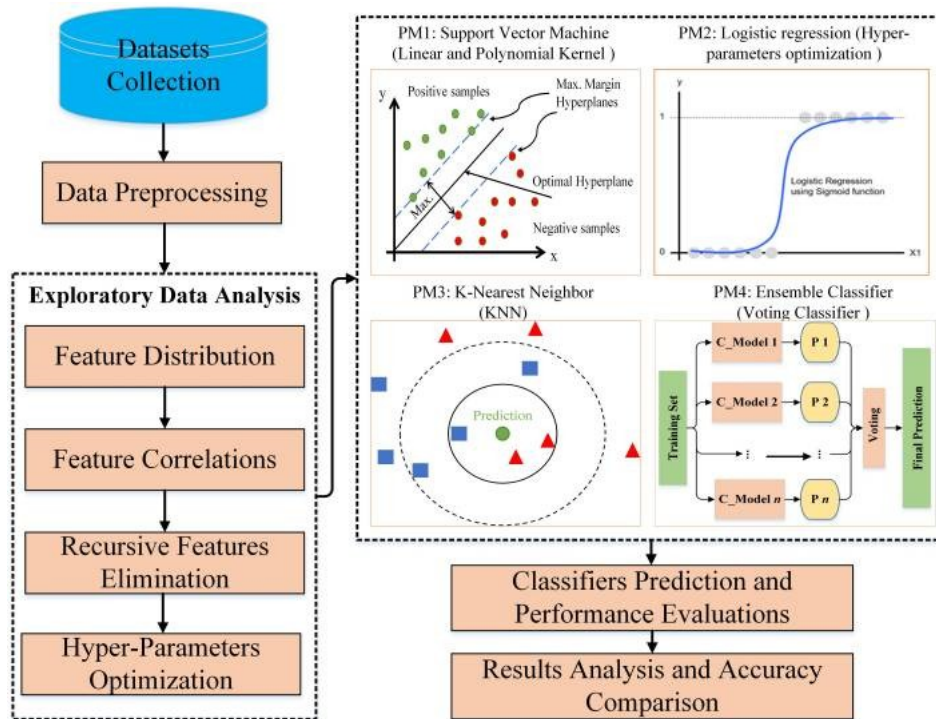 Datasets
Collection
Data Preprocessing
Exploratory Data Analysis
Feature Distribution
Feature Correlations
Recursive Features
Elimination
Hyper-Parameters
Optimization
PM1: Support Vector Machine
(Linear and Polynomial Kernel )
y
Positive samples
Max. Margin
Hyperplanes
Optimal Hyperplane
Max.
Negative samples
x
PM2: Logistic regression (Hyper-
parameters optimization )
y
1
Logistic Regression
using Sigmoid function
0
X1
PM3: K-Nearest Neighbor
(KNN)
Prediction
PM4: Ensemble Classifier
(Voting Classifier )
Training Set
C_Model 1
P 1
C_Model 2
P 2
...
...
C_Model n
P n
Voting
Final Prediction
Classifiers Prediction and
Performance Evaluations
Results Analysis and Accuracy
Comparison